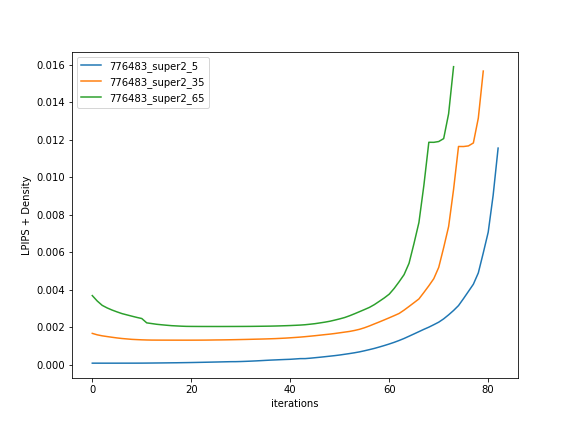 776483_super2_5
776483_super2_35
776483_super2_65
0.016
0.014
0.012
0.010
0.008
0.006
0.004
0.002
0.000
LPIPS + Density
0 20 40 60 80
iterations